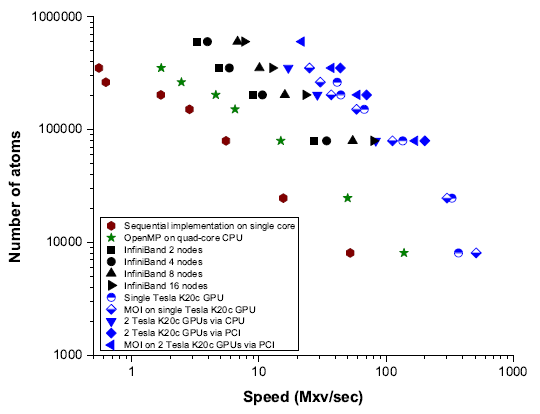 1000000
100000
10000
1000
Number of atoms
Sequential implementation on single core
OpenMP on quad-core CPU
InfiniBand 2 nodes
InfiniBand 4 nodes
InfiniBand 8 nodes
InfiniBand 16 nodes
Single Tesla K20c GPU
MOI on single Tesla K20c GPU
2 Tesla K20c GPUs via CPU
2 Tesla K20c GPUs via PCI
MOI on 2 Tesla K20c GPUs via PCI
1 10 100 1000
Speed (Mxv/sec)